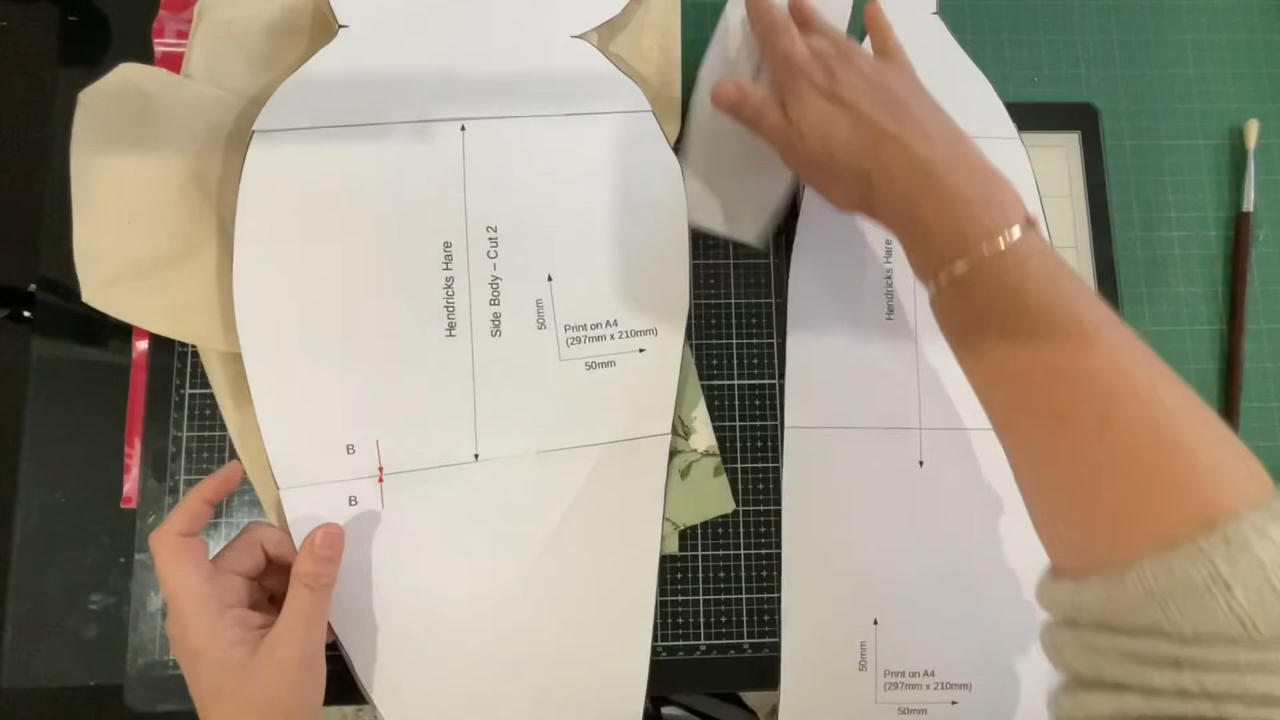 Hendricks Hare
Side Body – Cut 2
50mm
Print on A4
(297mm x 210mm)
50mm
B
B
Hendricks Hare
50mm
Print on A4
(297mm x 210mm)
50mm